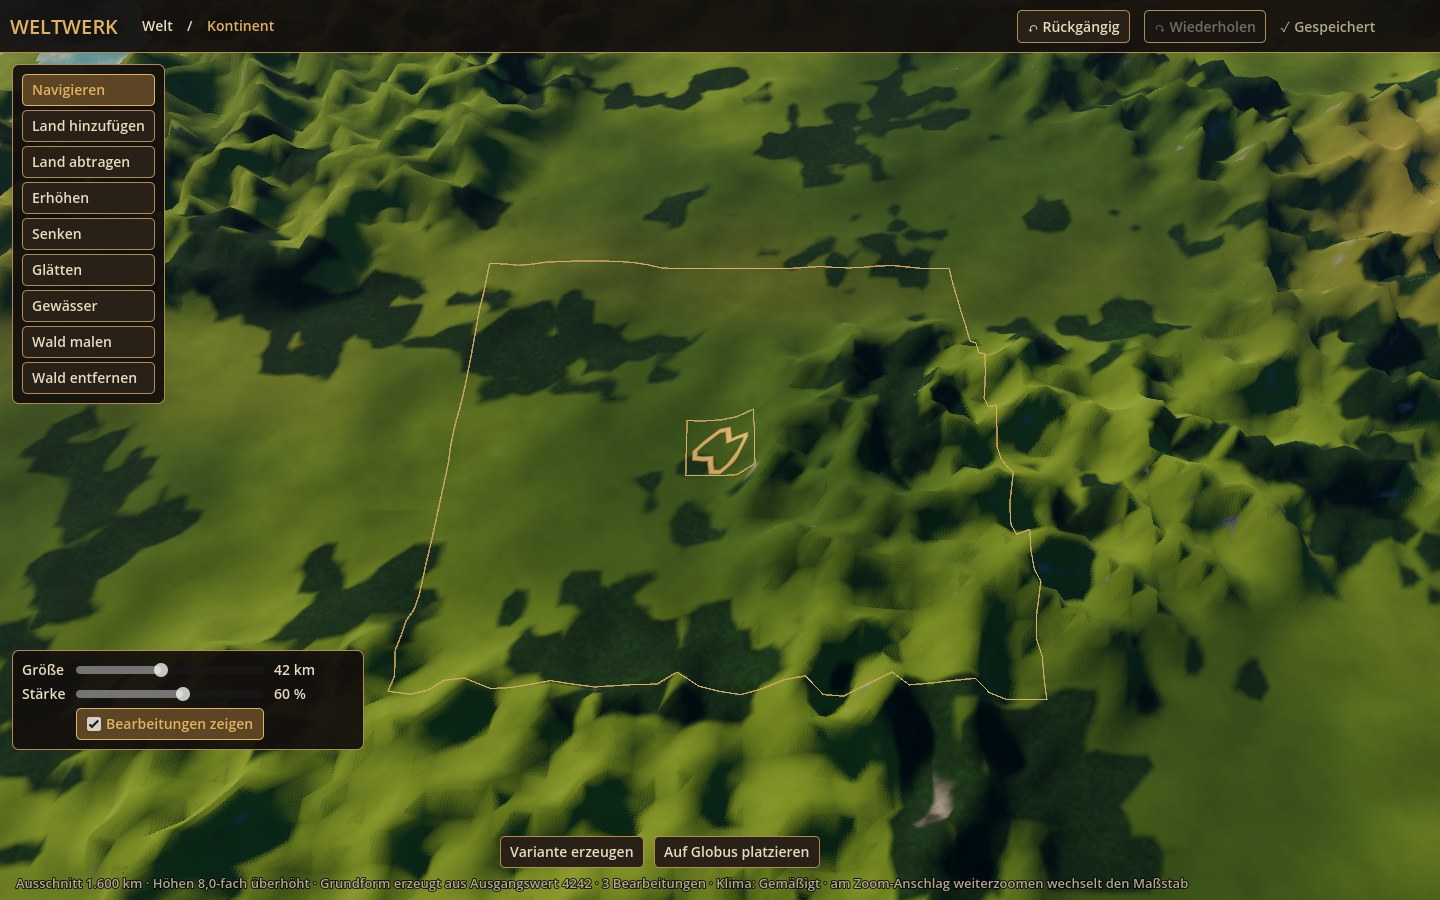 WELTWERK Welt / Kontinent Rückgängig Wiederholen ✓ Gespeichert
Navigieren
Land hinzufügen
Land abtragen
Erhöhen
Senken
Glätten
Gewässer
Wald malen
Wald entfernen
Größe 42 km
Stärke 60 %
Bearbeitungen zeigen
Variante erzeugen Auf Globus platzieren
Ausschnitt 1.600 km · Höhen 8,0-fach überhöht · Grundform erzeugt aus Ausgangswert 4242 · 3 Bearbeitungen · Klima: Gemäßigt · am Zoom-Anschlag weiterzoomen wechselt den Maßstab